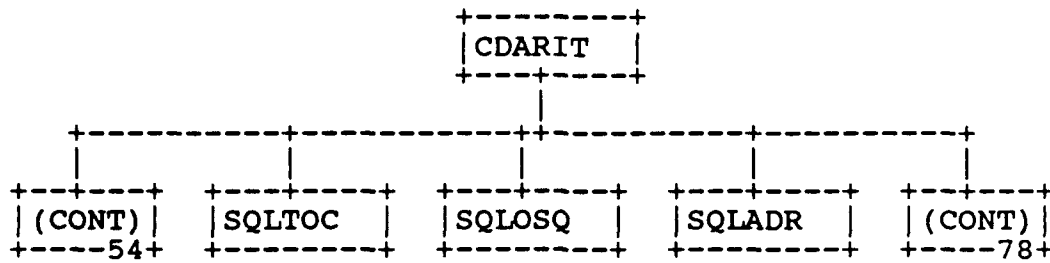 CDARIT
(CONT) SQLTOC SQLOSQ SQLADR (CONT)
54 78